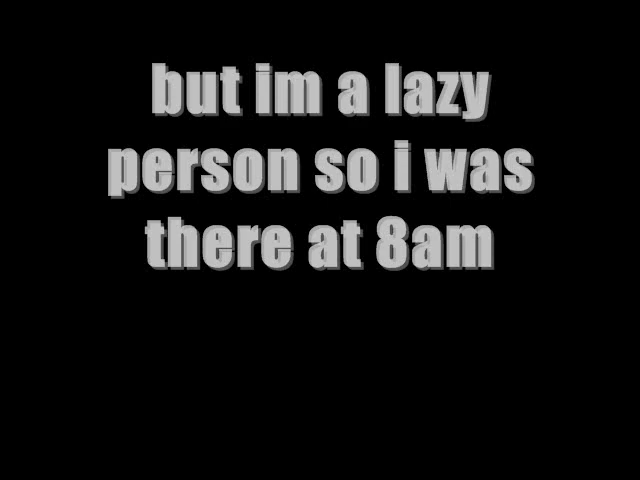 but im a lazy
person so i was
there at 8am